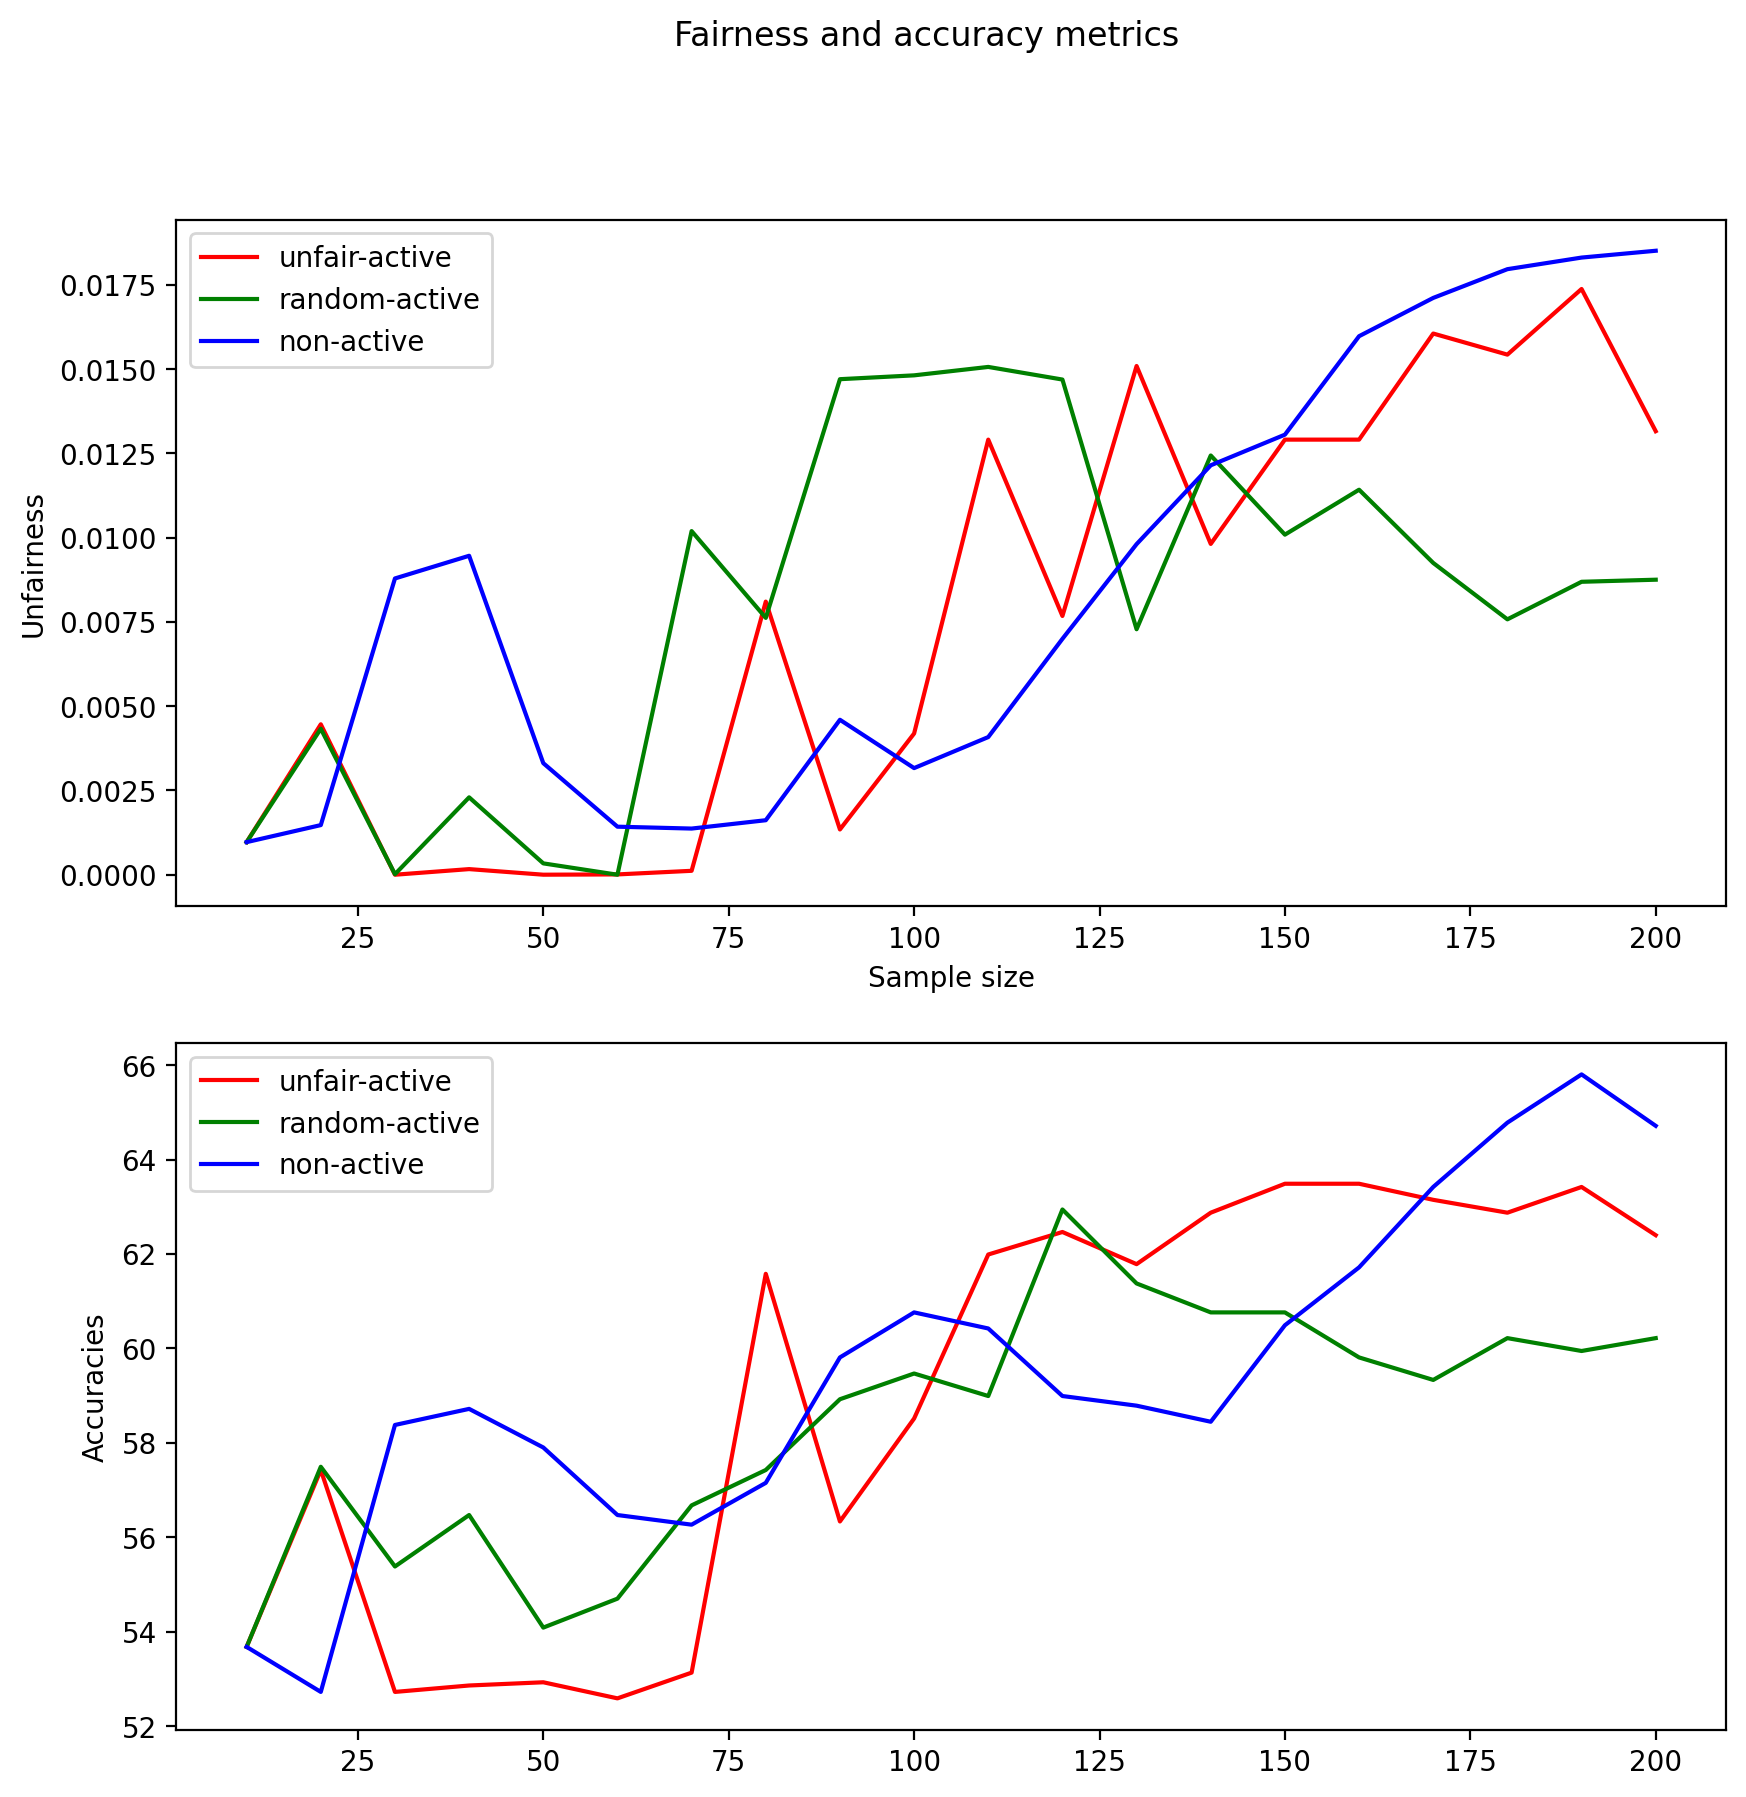 Fairness and accuracy metrics
unfair-active
random-active
non-active
0.0175
0.0150
0.0125
0.0100
0.0075
0.0050
0.0025
0.0000
Unfairness
25 50 75 100 125 150 175 200
Sample size
unfair-active
random-active
non-active
66
64
62
60
58
56
54
52
Accuracies
25 50 75 100 125 150 175 200